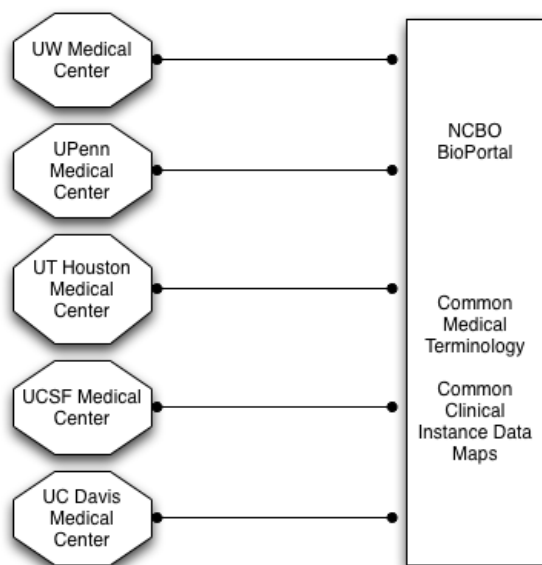 UW Medical
Center
UPenn
Medical
Center
UT Houston
Medical
Center
UCSF Medical
Center
UC Davis
Medical
Center
NCBO
BioPortal
Common
Medical
Terminology
Common
Clinical
Instance Data
Maps